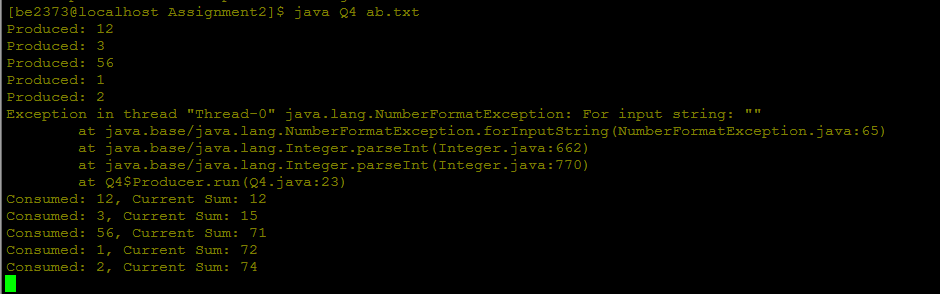 [be2373@localhost Assignment2]$ java Q4 ab.txt
Produced: 12
Produced: 3
Produced: 56
Produced: 1
Produced: 2
Exception in thread "Thread-0" java.lang.NumberFormatException: For input string: ""
        at java.base/java.lang.NumberFormatException.forInputString(NumberFormatException.java:65)
        at java.base/java.lang.Integer.parseInt(Integer.java:662)
        at java.base/java.lang.Integer.parseInt(Integer.java:770)
        at Q4$Producer.run(Q4.java:23)
Consumed: 12, Current Sum: 12
Consumed: 3, Current Sum: 15
Consumed: 56, Current Sum: 71
Consumed: 1, Current Sum: 72
Consumed: 2, Current Sum: 74